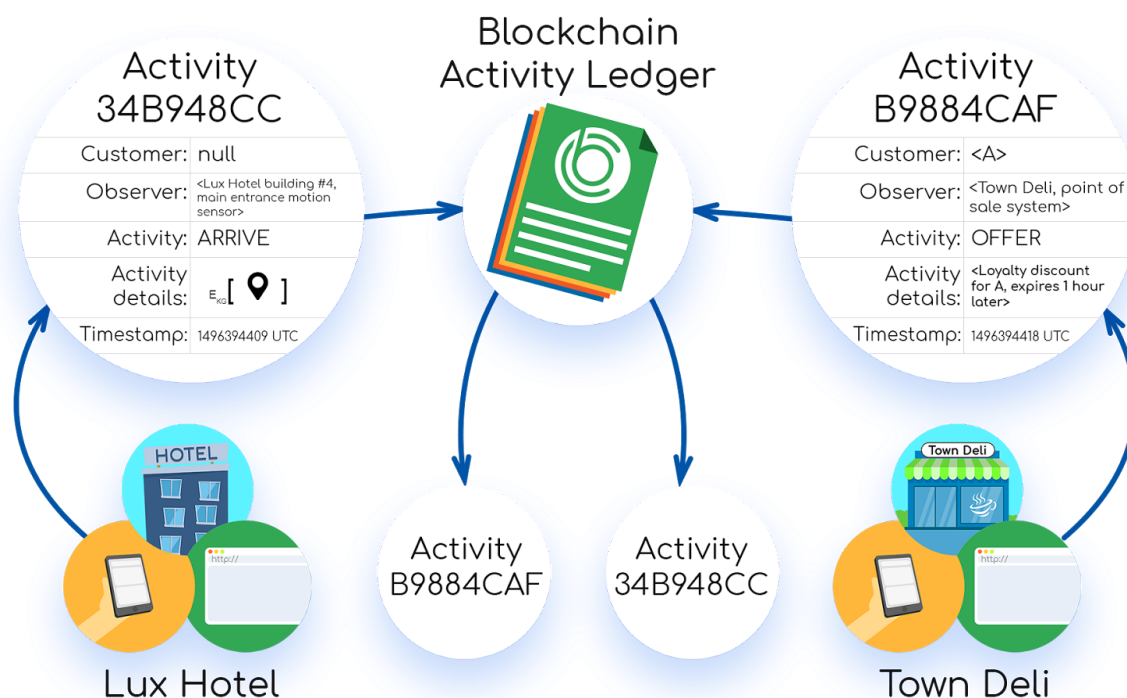 Blockchain
Activity Ledger
Activity
34B948CC
Customer: null
Observer: <Lux Hotel building #4,
main entrance motion
sensor>
Activity: ARRIVE
Activity
details: E KG [ ]
Timestamp: 1496394409 UTC
Activity
B9884CAF
Customer: <A>
Observer: <Town Deli, point of
sale system>
Activity: OFFER
Activity
details: <Loyalty discount
for A, expires 1 hour
later>
Timestamp: 1496394418 UTC
HOTEL
http://
Lux Hotel
Activity
B9884CAF
Activity
34B948CC
Town Deli
http://
Town Deli